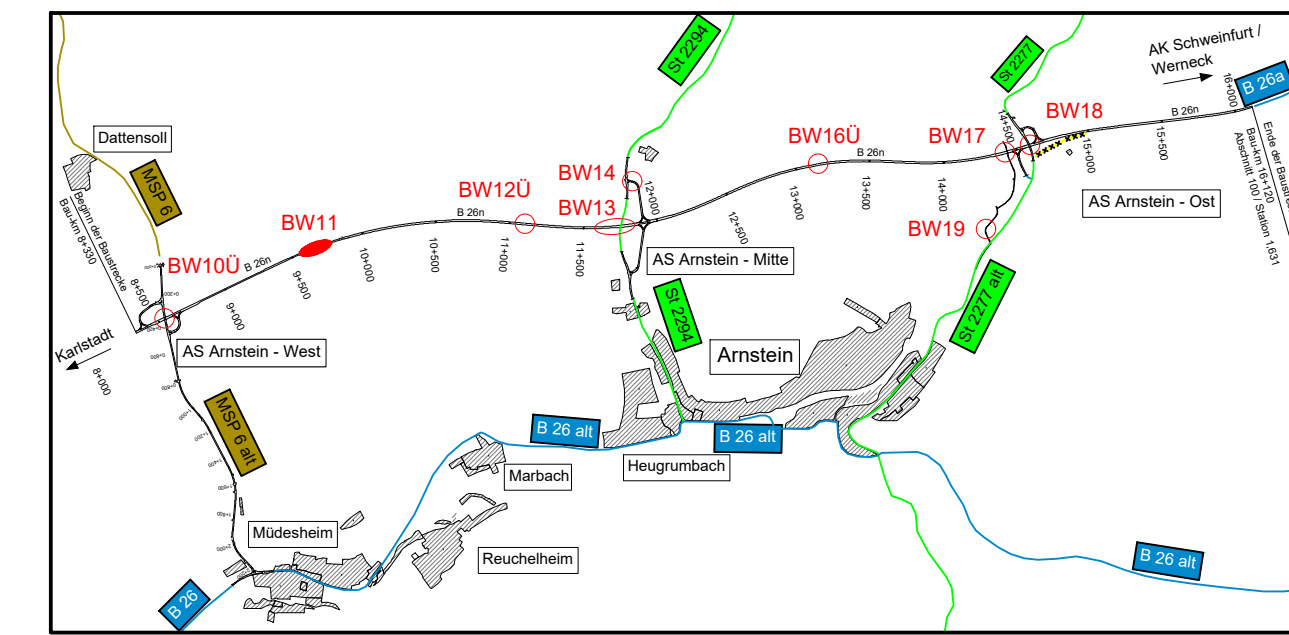 St 2294
St 2277
AK Schweinfurt /
Werneck
B 26a
16+000
Ende der Baustrec
Bau-km 16+120
Abschnitt 100 / Station 1,631
Dattensoll
MSP 6
Beginn der Baustrecke
Bau-km 8+330
BW10Ü
BW11
BW12Ü
BW13
BW14
BW16Ü
BW17
BW18
BW19
B 26n
B 26n
B 26n
B 26n
8+000
8+500
9+000
9+500
10+000
10+500
11+000
11+500
12+000
12+500
13+000
13+500
14+000
14+500
15+000
15+500
Karlstadt
AS Arnstein - West
AS Arnstein - Mitte
AS Arnstein - Ost
St 2294
St 2277 alt
Arnstein
MSP 6 alt
B 26 alt
B 26 alt
Heugrumbach
Marbach
Müdesheim
Reuchelheim
B 26
B 26 alt